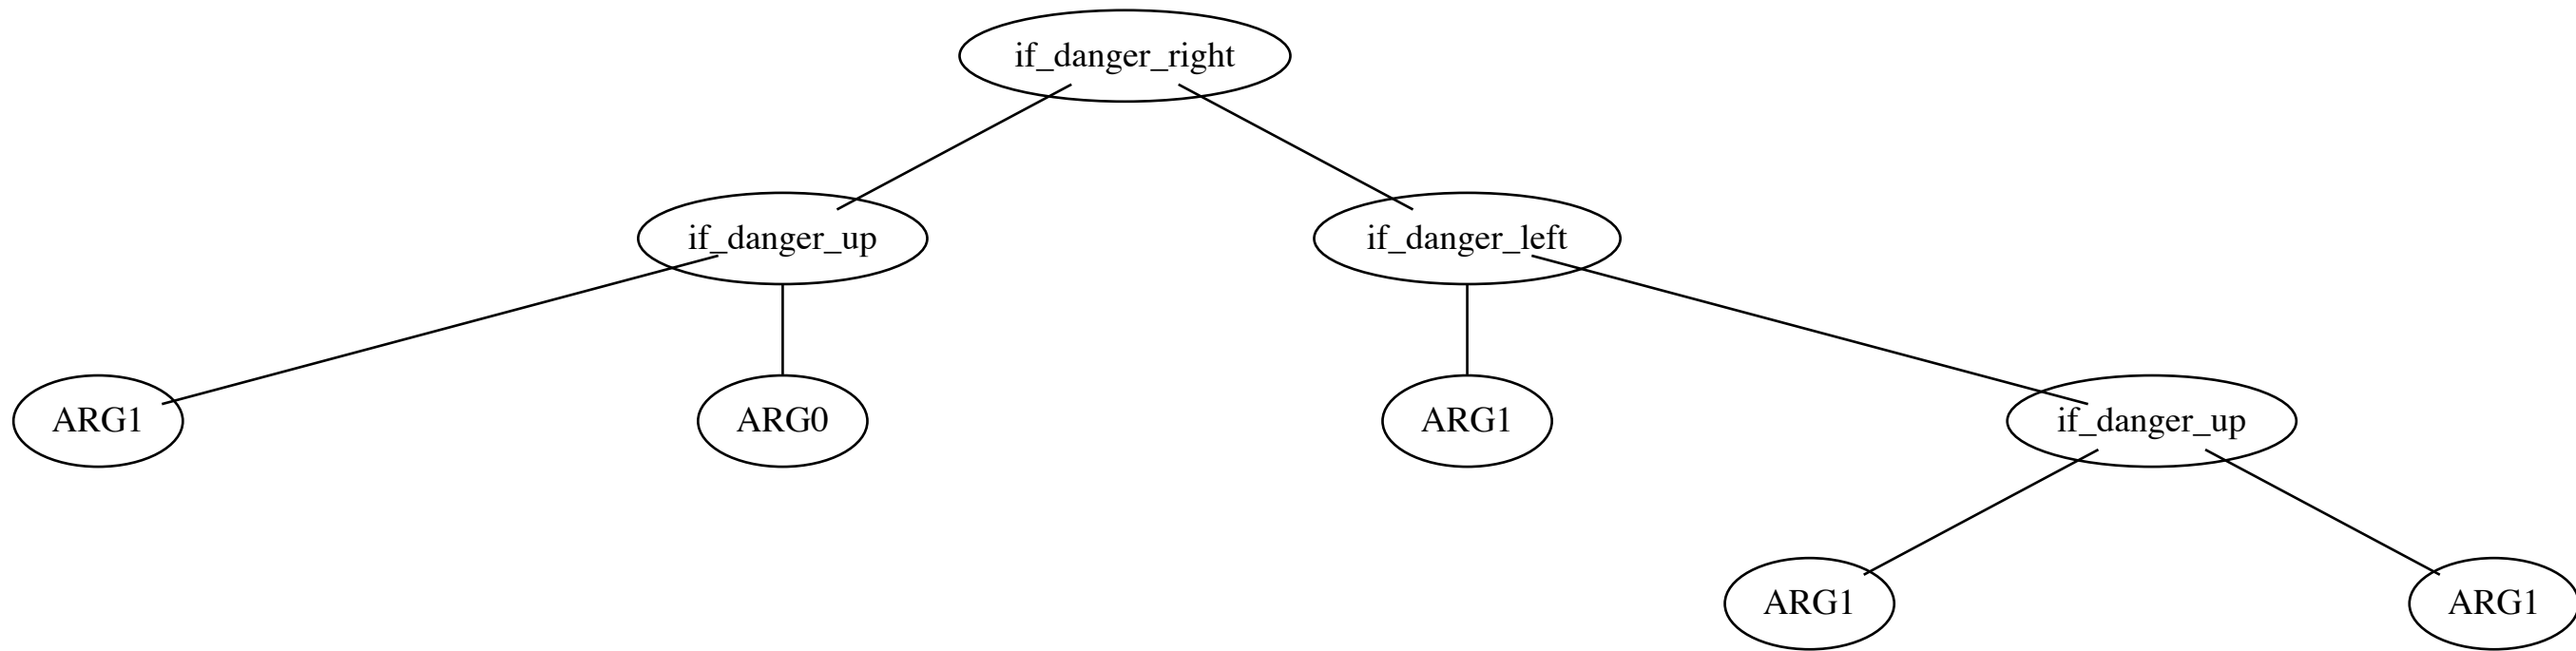 if_danger_right
if_danger_up
if_danger_left
ARG1
ARG0
ARG1
if_danger_up
ARG1
ARG1